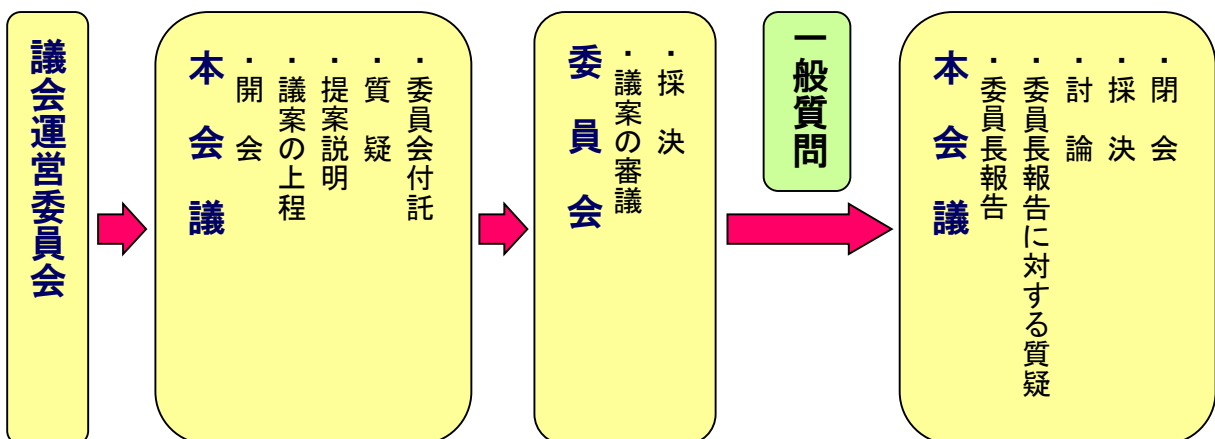 議会運営委員会
本会議
・開会
・議案の上程
・提案説明
・質疑
・委員会付託
委員会
・議案の審議
・採決
一般質問
本会議
・委員長報告
・委員長報告に対する質疑
・討論
・採決
・閉会